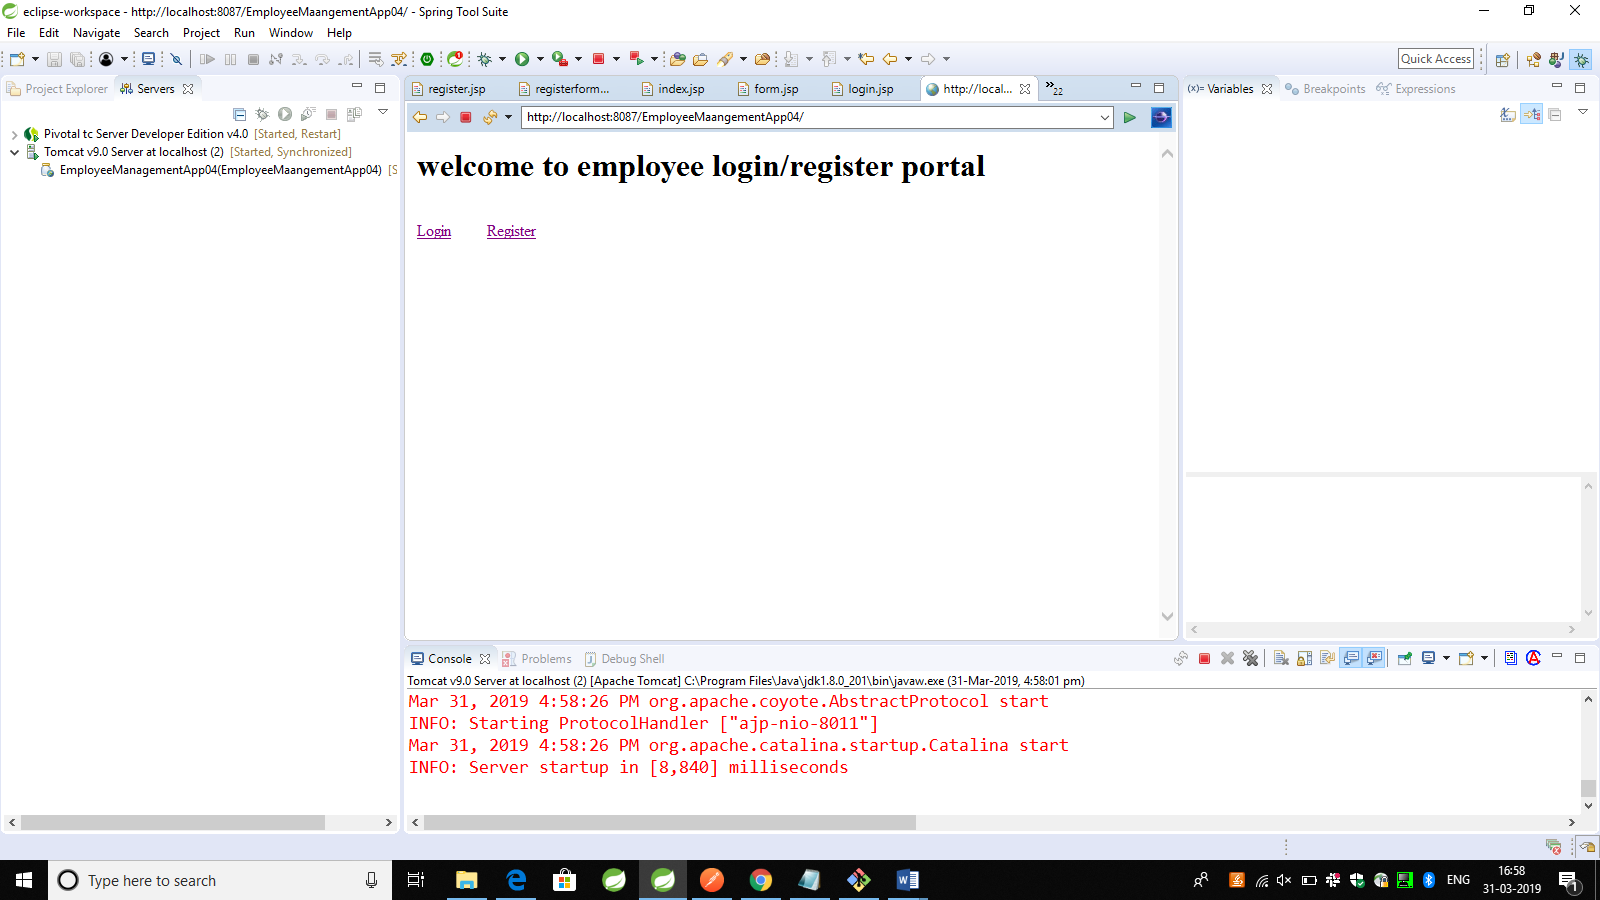 eclipse-workspace - http://localhost:8087/EmployeeMaangementApp04/ - Spring Tool Suite
File Edit Navigate Search Project Run Window Help
Quick Access
Project Explorer Servers
register.jsp registerform... index.jsp form.jsp login.jsp http://local... 22
Variables Breakpoints Expressions
http://localhost:8087/EmployeeMaangementApp04/
Pivotal tc Server Developer Edition v4.0 [Started, Restart]
Tomcat v9.0 Server at localhost (2) [Started, Synchronized]
EmployeeManagementApp04(EmployeeMaangementApp04) [S
welcome to employee login/register portal
Login Register
Console Problems Debug Shell
Tomcat v9.0 Server at localhost (2) [Apache Tomcat] C:\Program Files\Java\jdk1.8.0_201\bin\javaw.exe (31-Mar-2019, 4:58:01 pm)
Mar 31, 2019 4:58:26 PM org.apache.coyote.AbstractProtocol start
INFO: Starting ProtocolHandler ["ajp-nio-8011"]
Mar 31, 2019 4:58:26 PM org.apache.catalina.startup.Catalina start
INFO: Server startup in [8,840] milliseconds
Type here to search
ENG
16:58
31-03-2019
1